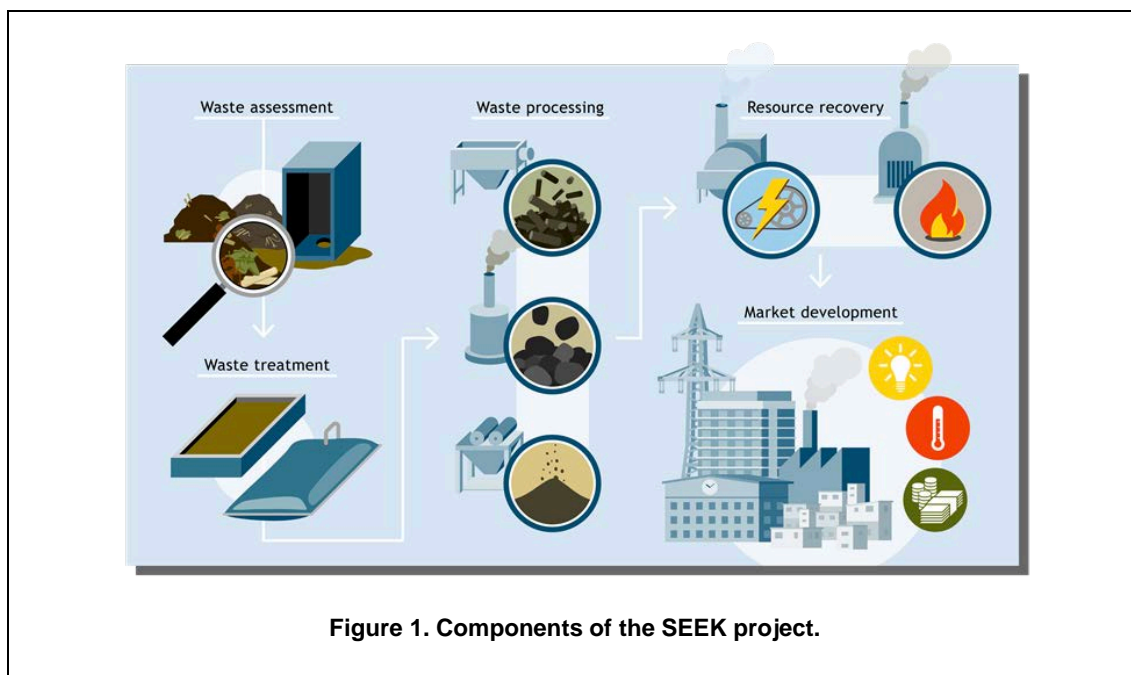 Waste assessment
Waste treatment
Waste processing
Resource recovery
Market development
Figure 1. Components of the SEEK project.